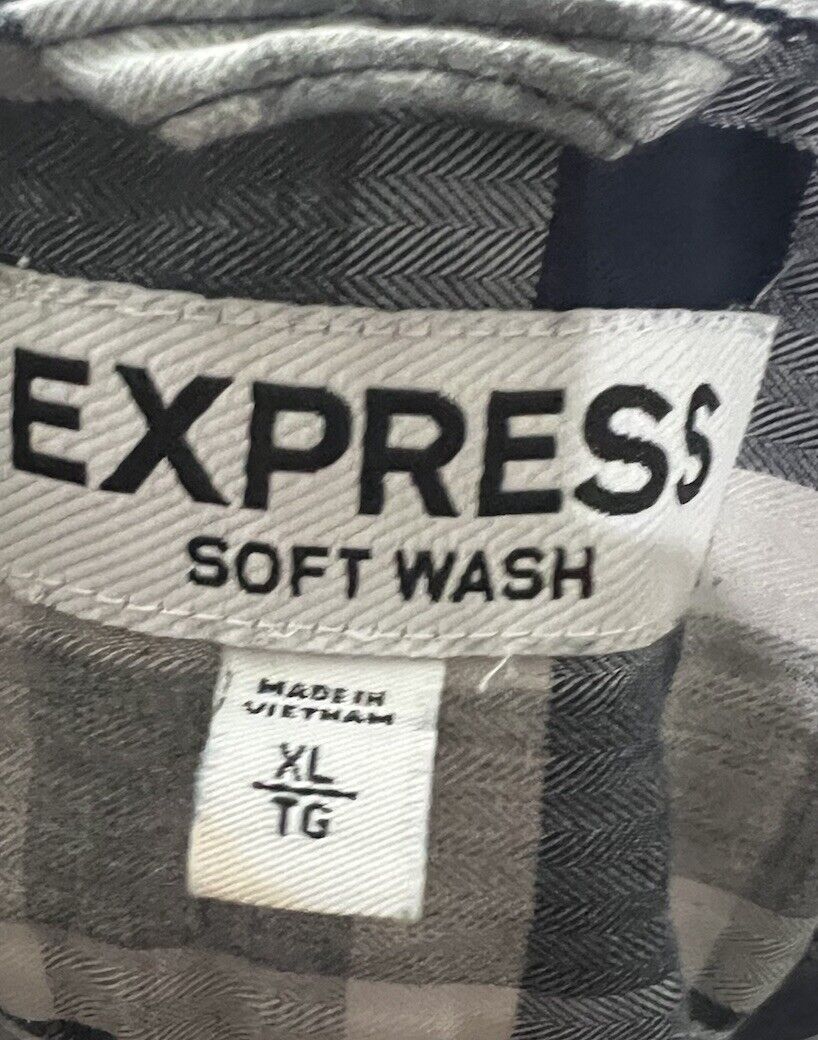 EXPRESS
SOFT WASH
MADE IN
VIETNAM
XL
TG